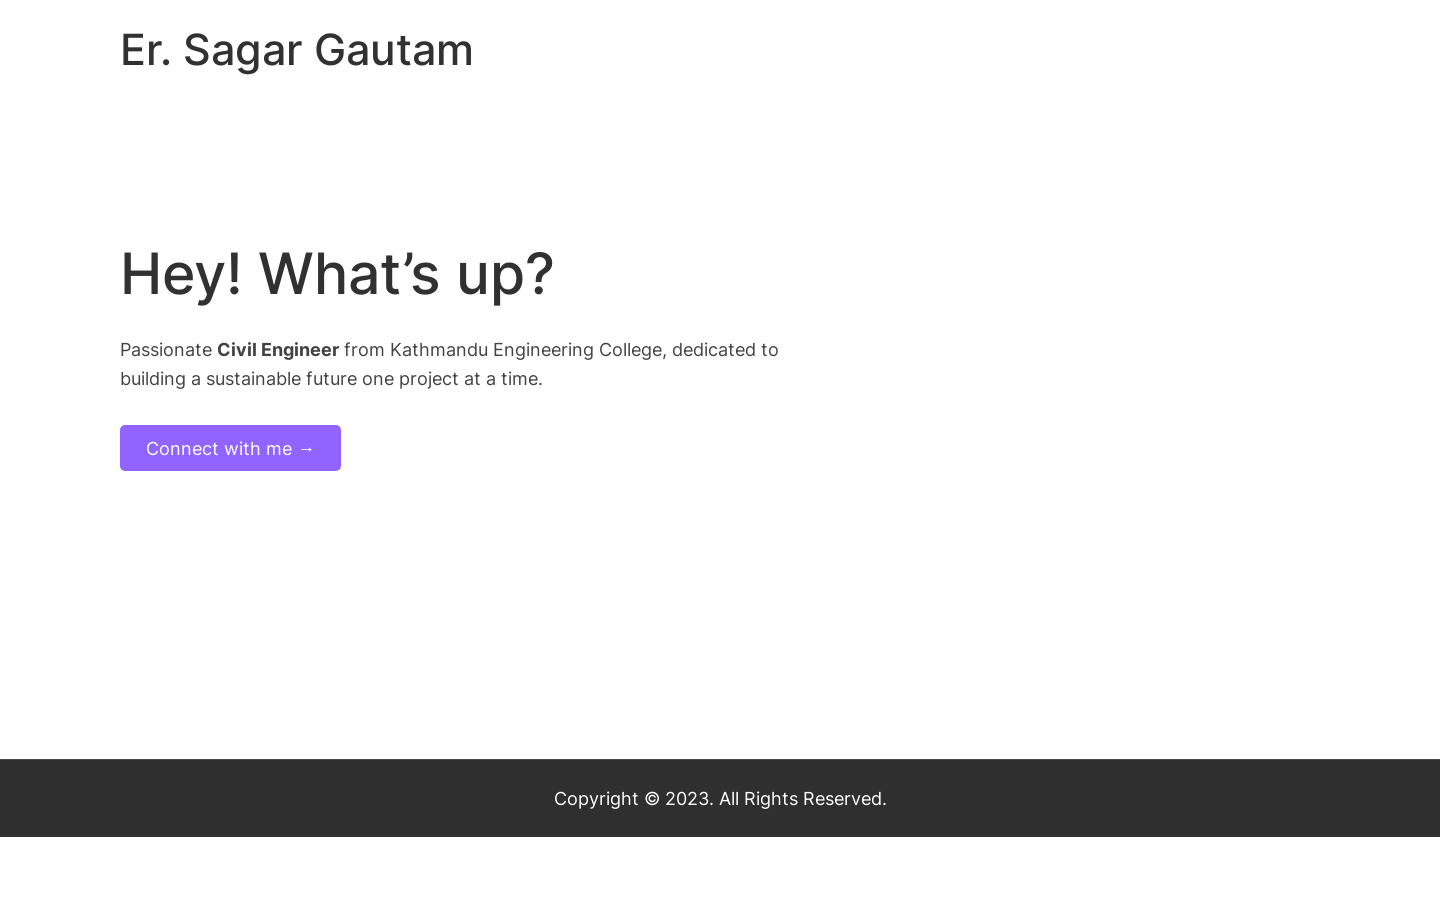 Er. Sagar Gautam
Hey! What’s up?
Passionate Civil Engineer from Kathmandu Engineering College, dedicated to
building a sustainable future one project at a time.
Connect with me →
Copyright © 2023. All Rights Reserved.